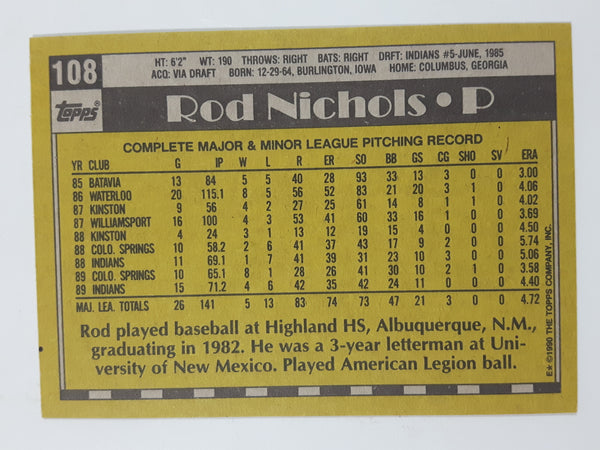 108
HT: 6'2" WT: 190 THROWS: RIGHT BATS: RIGHT DRFT: INDIANS #5-JUNE, 1985
ACQ: VIA DRAFT BORN: 12-29-64, BURLINGTON, IOWA HOME: COLUMBUS, GEORGIA
Topps® Rod Nichols • P
COMPLETE MAJOR & MINOR LEAGUE PITCHING RECORD
YR CLUB G IP W L R ER SO BB GS CG SHO SV ERA
85 BATAVIA 13 84 5 5 40 28 93 33 13 3 0 0 3.00
86 WATERLOO 20 115.1 8 5 56 52 83 21 20 3 1 0 4.06
87 KINSTON 9 56 4 2 27 25 61 14 8 1 1 0 4.02
87 WILLIAMSPORT 16 100 4 3 53 41 60 33 16 1 0 0 3.69
88 KINSTON 4 24 3 1 13 12 19 15 4 0 0 0 4.50
88 COLO. SPRINGS 10 58.2 2 6 41 37 43 17 9 2 0 0 5.74
88 INDIANS 11 69.1 1 7 41 39 31 23 10 3 0 0 5.06
89 COLO. SPRINGS 10 65.1 8 1 28 26 41 30 10 2 1 0 3.58
89 INDIANS 15 71.2 4 6 42 35 42 24 11 0 0 0 4.40
MAJ. LEA. TOTALS 26 141 5 13 83 74 73 47 21 3 0 0 4.72
Rod played baseball at Highland HS, Albuquerque, N.M.,
graduating in 1982. He was a 3-year letterman at Uni-
versity of New Mexico. Played American Legion ball.
E★ ©1990 THE TOPPS COMPANY, INC.